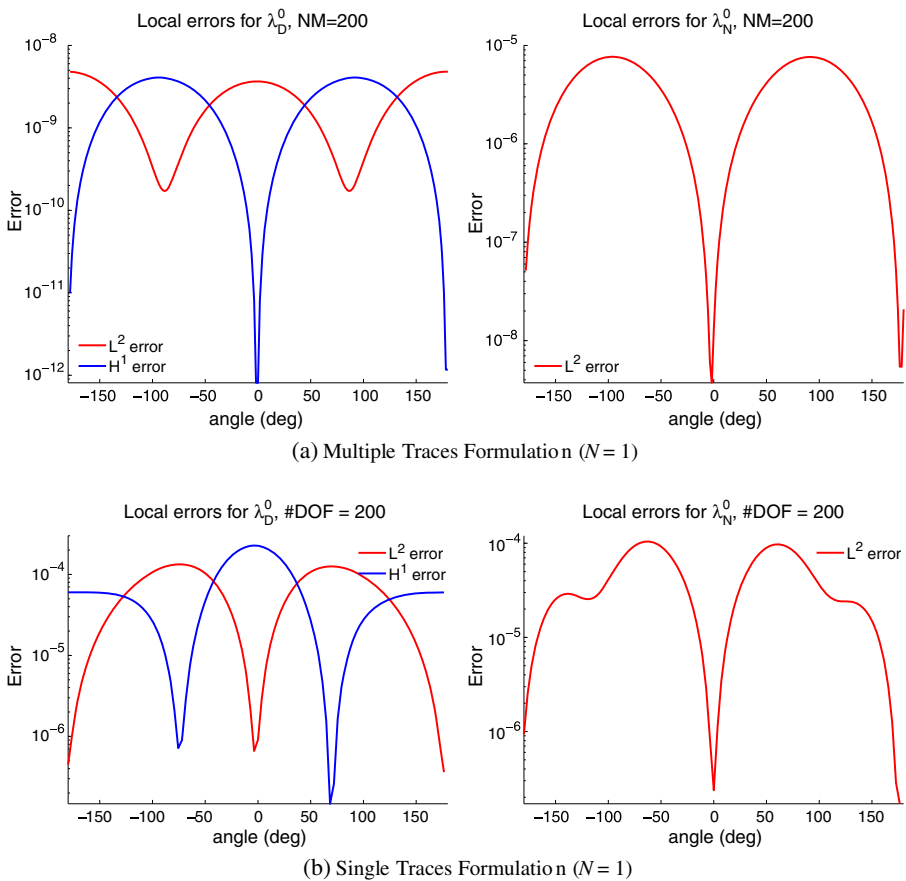 Local errors for λ_D^0, NM=200
Error
10^−8
10^−9
10^−10
10^−11
10^−12
L^2 error
H^1 error
−150 −100 −50 0 50 100 150
angle (deg)
Local errors for λ_N^0, NM=200
Error
10^−5
10^−6
10^−7
10^−8
L^2 error
−150 −100 −50 0 50 100 150
angle (deg)
(a) Multiple Traces Formulation (N = 1)
Local errors for λ_D^0, #DOF = 200
Error
10^−4
10^−5
10^−6
L^2 error
H^1 error
−150 −100 −50 0 50 100 150
angle (deg)
Local errors for λ_N^0, #DOF = 200
Error
10^−4
10^−5
10^−6
L^2 error
−150 −100 −50 0 50 100 150
angle (deg)
(b) Single Traces Formulation (N = 1)